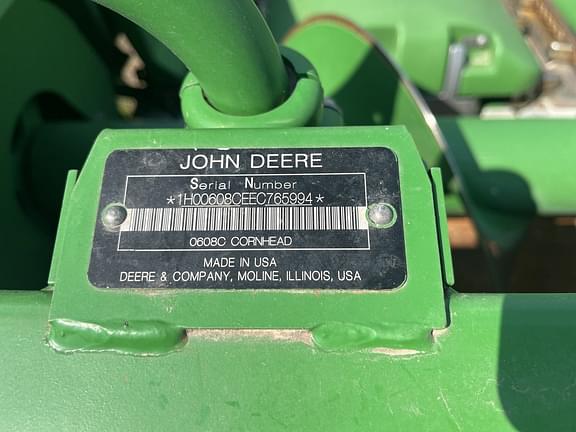 JOHN DEERE
Serial Number
*1H00608CEEC765994*
0608C CORNHEAD
MADE IN USA
DEERE & COMPANY, MOLINE, ILLINOIS, USA